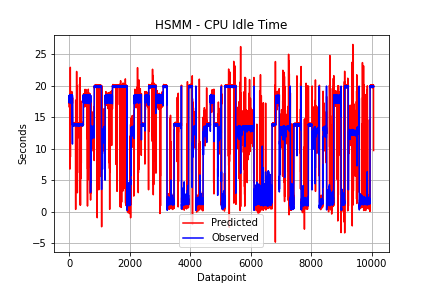 HSMM - CPU Idle Time
Seconds
25
20
15
10
5
0
−5
Predicted
Observed
0
2000
4000
6000
8000
10000
Datapoint